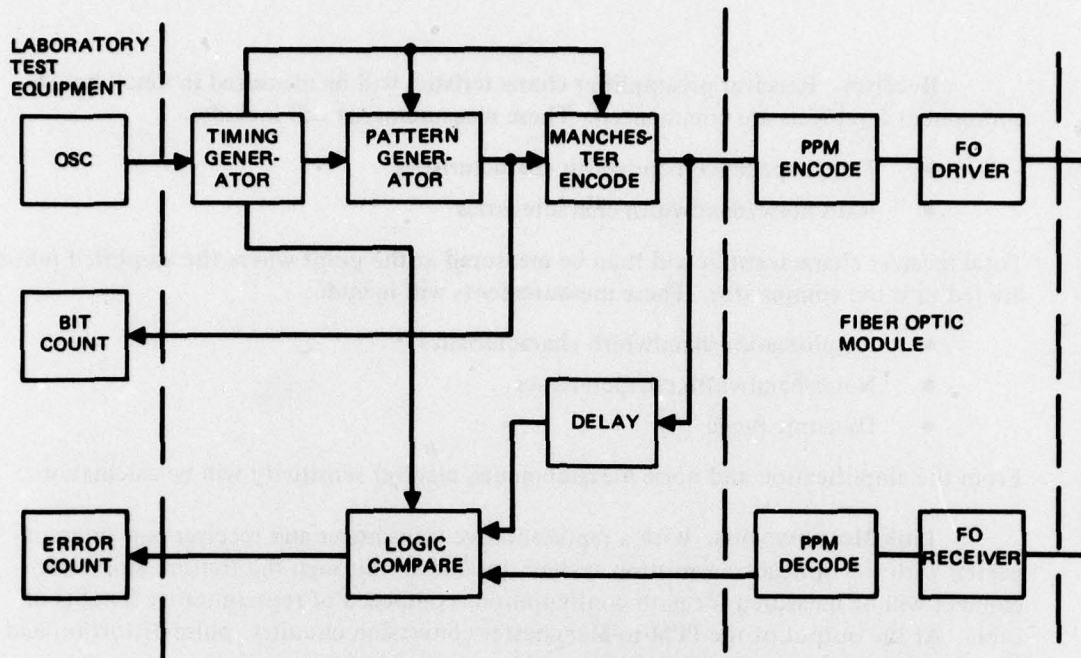 LABORATORY
TEST
EQUIPMENT
OSC
TIMING
GENER-
ATOR
PATTERN
GENER-
ATOR
MANCHES-
TER
ENCODE
PPM
ENCODE
FO
DRIVER
BIT
COUNT
FIBER OPTIC
MODULE
DELAY
ERROR
COUNT
LOGIC
COMPARE
PPM
DECODE
FO
RECEIVER